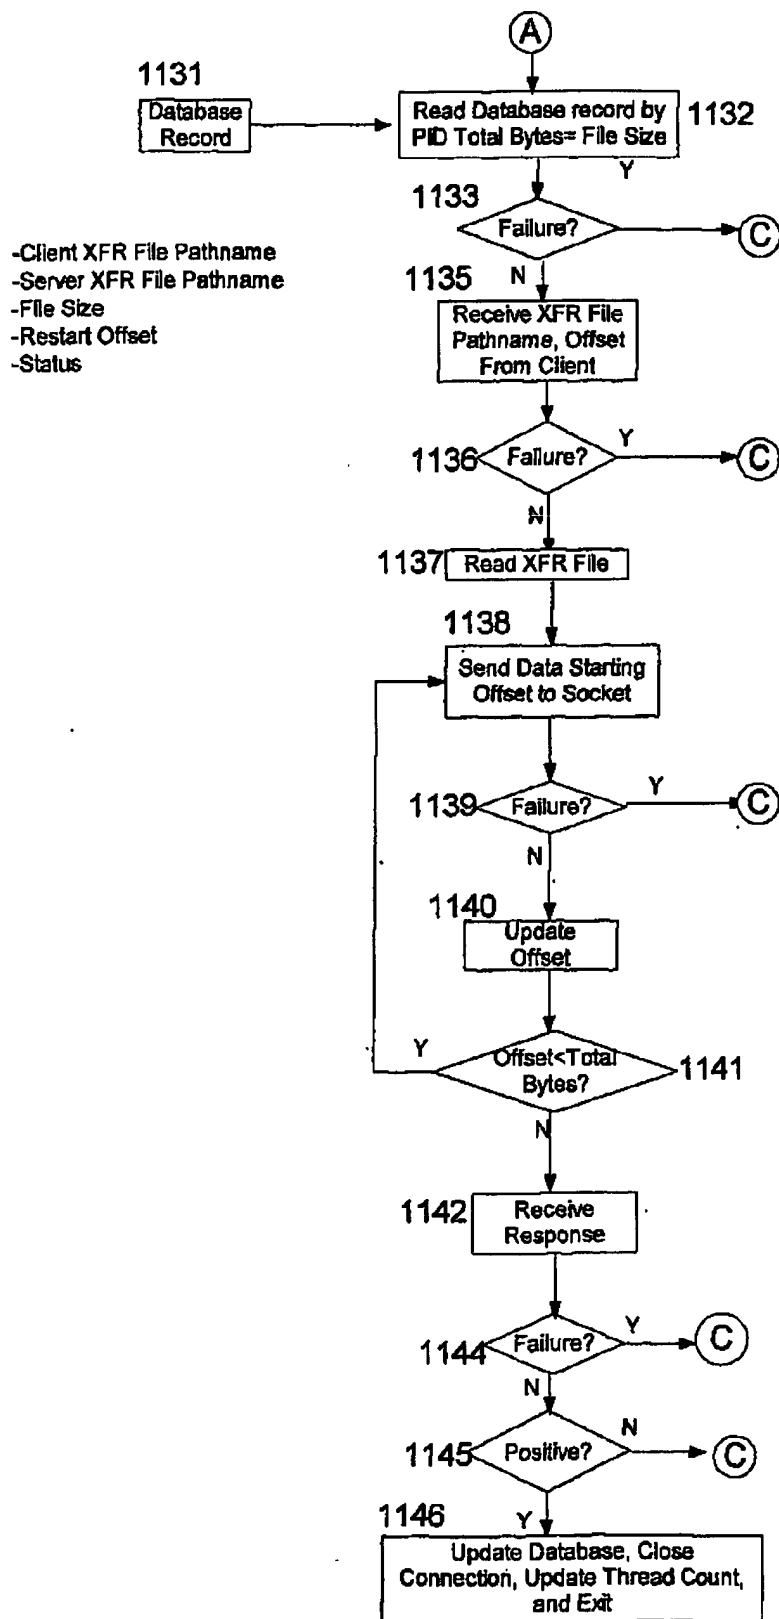 A
1131
Database
Record
Read Database record by
PID Total Bytes= File Size
1132
Y
1133
Failure?
C
-Client XFR File Pathname
-Server XFR File Pathname
-File Size
-Restart Offset
-Status
N
1135
Receive XFR File
Pathname, Offset
From Client
1136
Failure?
Y
C
N
1137
Read XFR File
1138
Send Data Starting
Offset to Socket
1139
Failure?
Y
C
N
1140
Update
Offset
Y
Offset<Total
Bytes?
1141
N
1142
Receive
Response
1144
Failure?
Y
C
N
1145
Positive?
N
C
1146
Y
Update Database, Close
Connection, Update Thread Count,
and Exit